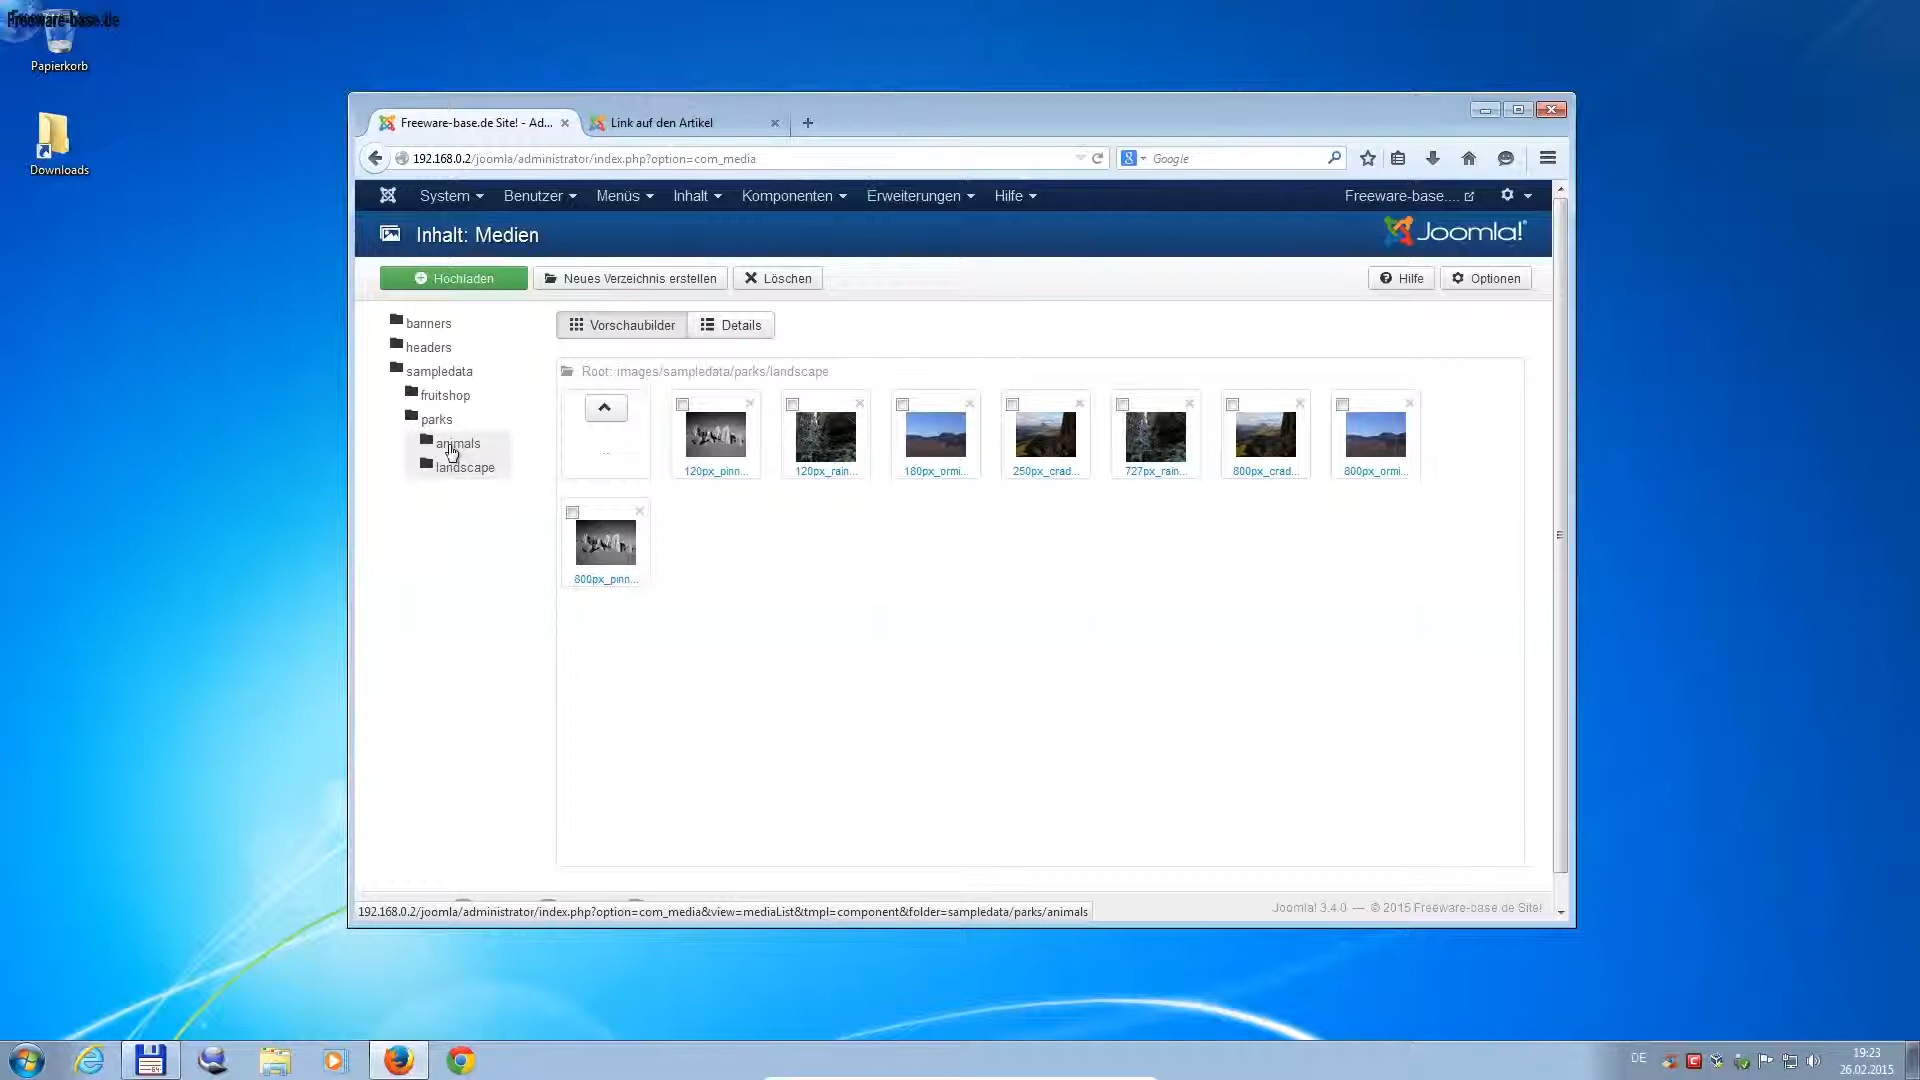 Freeware-base.de
Papierkorb
Downloads
Freeware-base.de Site! - Ad...
Link auf den Artikel
192.168.0.2/joomla/administrator/index.php?option=com_media
Google
System Benutzer Menüs Inhalt Komponenten Erweiterungen Hilfe Freeware-base....
Inhalt: Medien
Joomla!
Hochladen Neues Verzeichnis erstellen Löschen Hilfe Optionen
banners
headers
sampledata
fruitshop
parks
animals
landscape
Vorschaubilder Details
Root: images/sampledata/parks/landscape
..
120px_pinn... 120px_rain... 180px_ormi... 250px_crad... 727px_rain... 800px_crad... 800px_ormi...
800px_pinn...
192.168.0.2/joomla/administrator/index.php?option=com_media&view=mediaList&tmpl=component&folder=sampledata/parks/animals
Joomla! 3.4.0 — © 2015 Freeware-base.de Site!
64
DE
19:23
26.02.2015